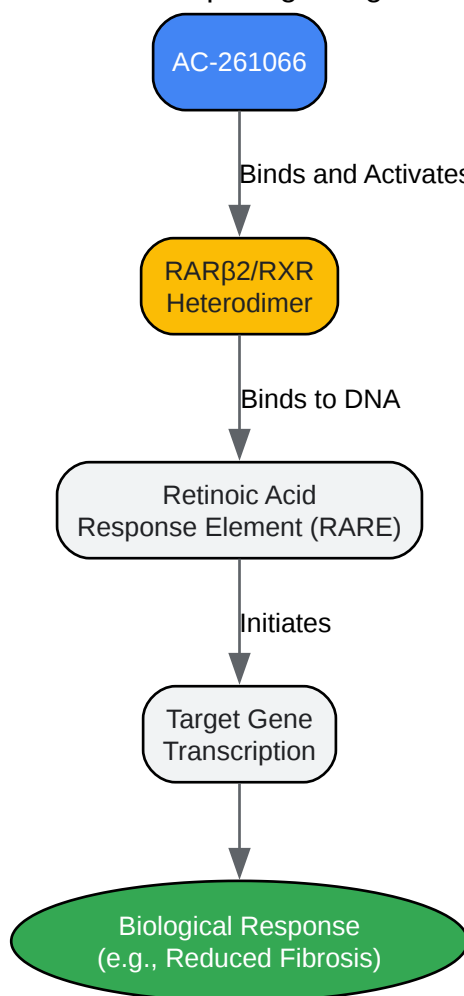 AC-261066
Binds and Activates
RARβ2/RXR
Heterodimer
Binds to DNA
Retinoic Acid
Response Element (RARE)
Initiates
Target Gene
Transcription
Biological Response
(e.g., Reduced Fibrosis)